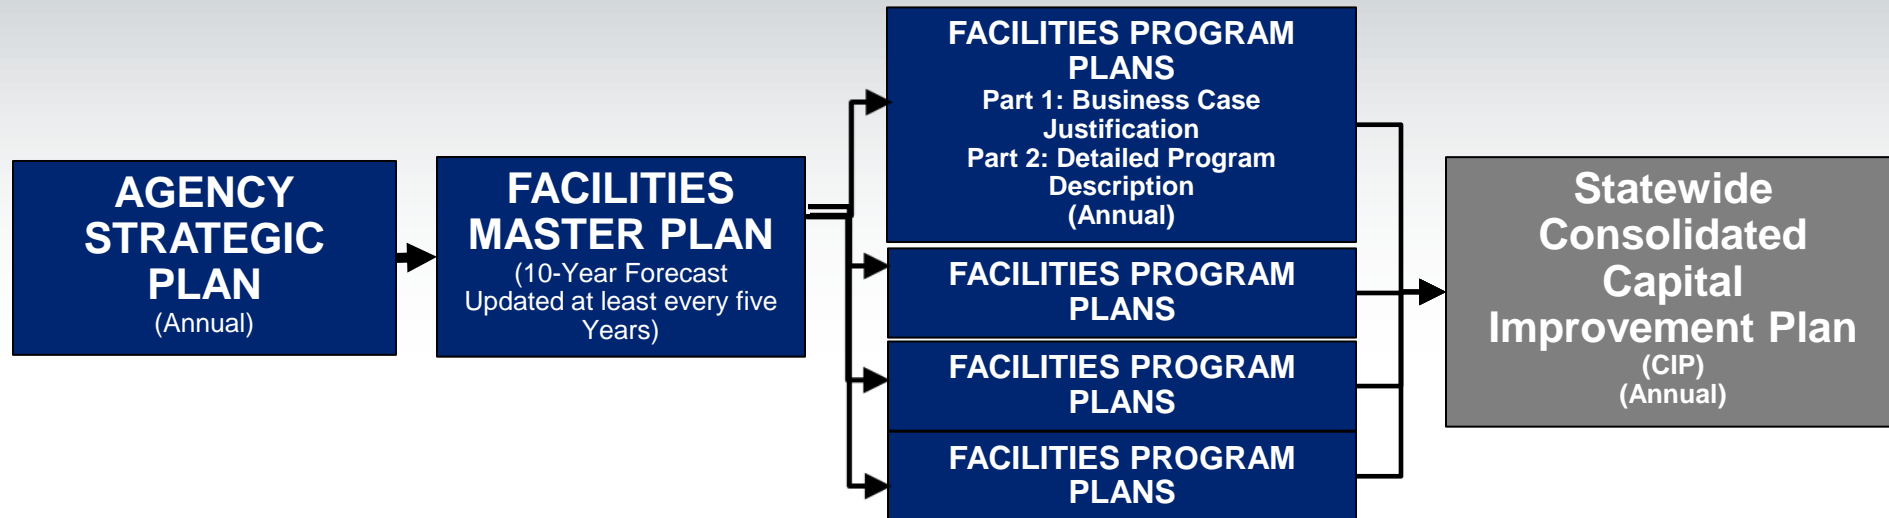 AGENCY
STRATEGIC
PLAN
(Annual)
FACILITIES
MASTER PLAN
(10-Year Forecast
Updated at least every five
Years)
FACILITIES PROGRAM
PLANS
Part 1: Business Case
Justification
Part 2: Detailed Program
Description
(Annual)
FACILITIES PROGRAM
PLANS
FACILITIES PROGRAM
PLANS
FACILITIES PROGRAM
PLANS
Statewide
Consolidated
Capital
Improvement Plan
(CIP)
(Annual)